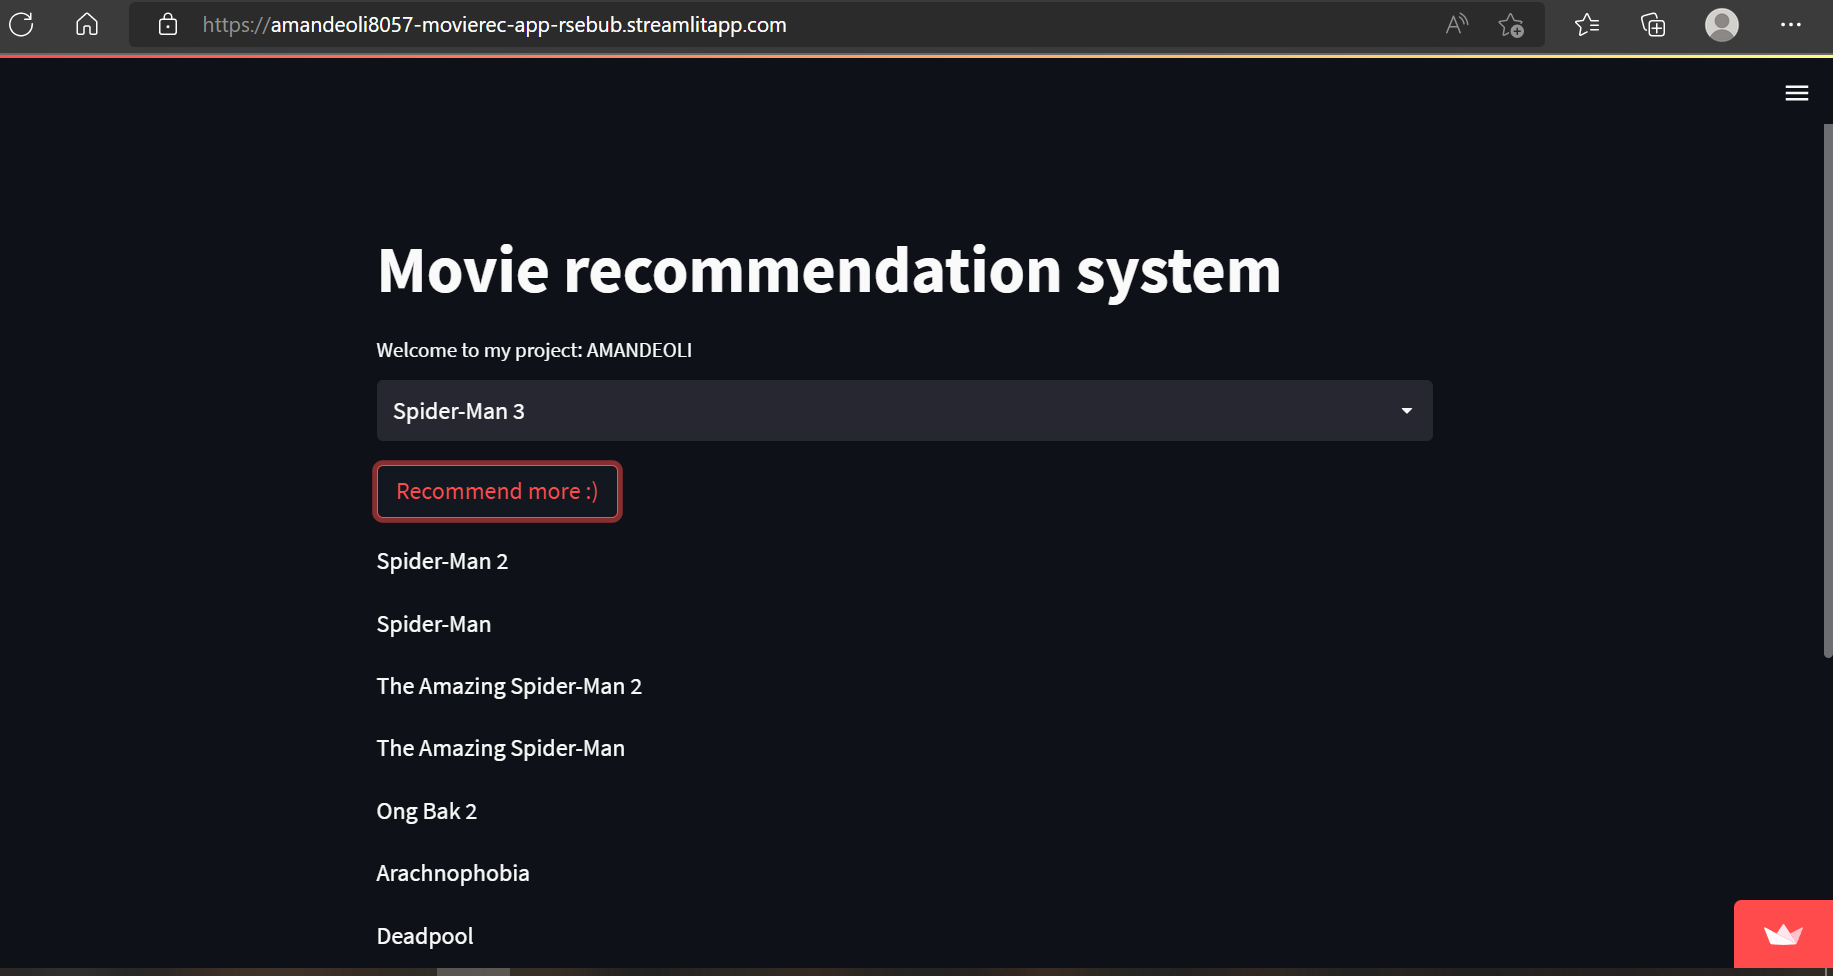 https://amandeoli8057-movierec-app-rsebub.streamlitapp.com
Movie recommendation system
Welcome to my project: AMANDEOLI
Spider-Man 3
Recommend more :)
Spider-Man 2
Spider-Man
The Amazing Spider-Man 2
The Amazing Spider-Man
Ong Bak 2
Arachnophobia
Deadpool